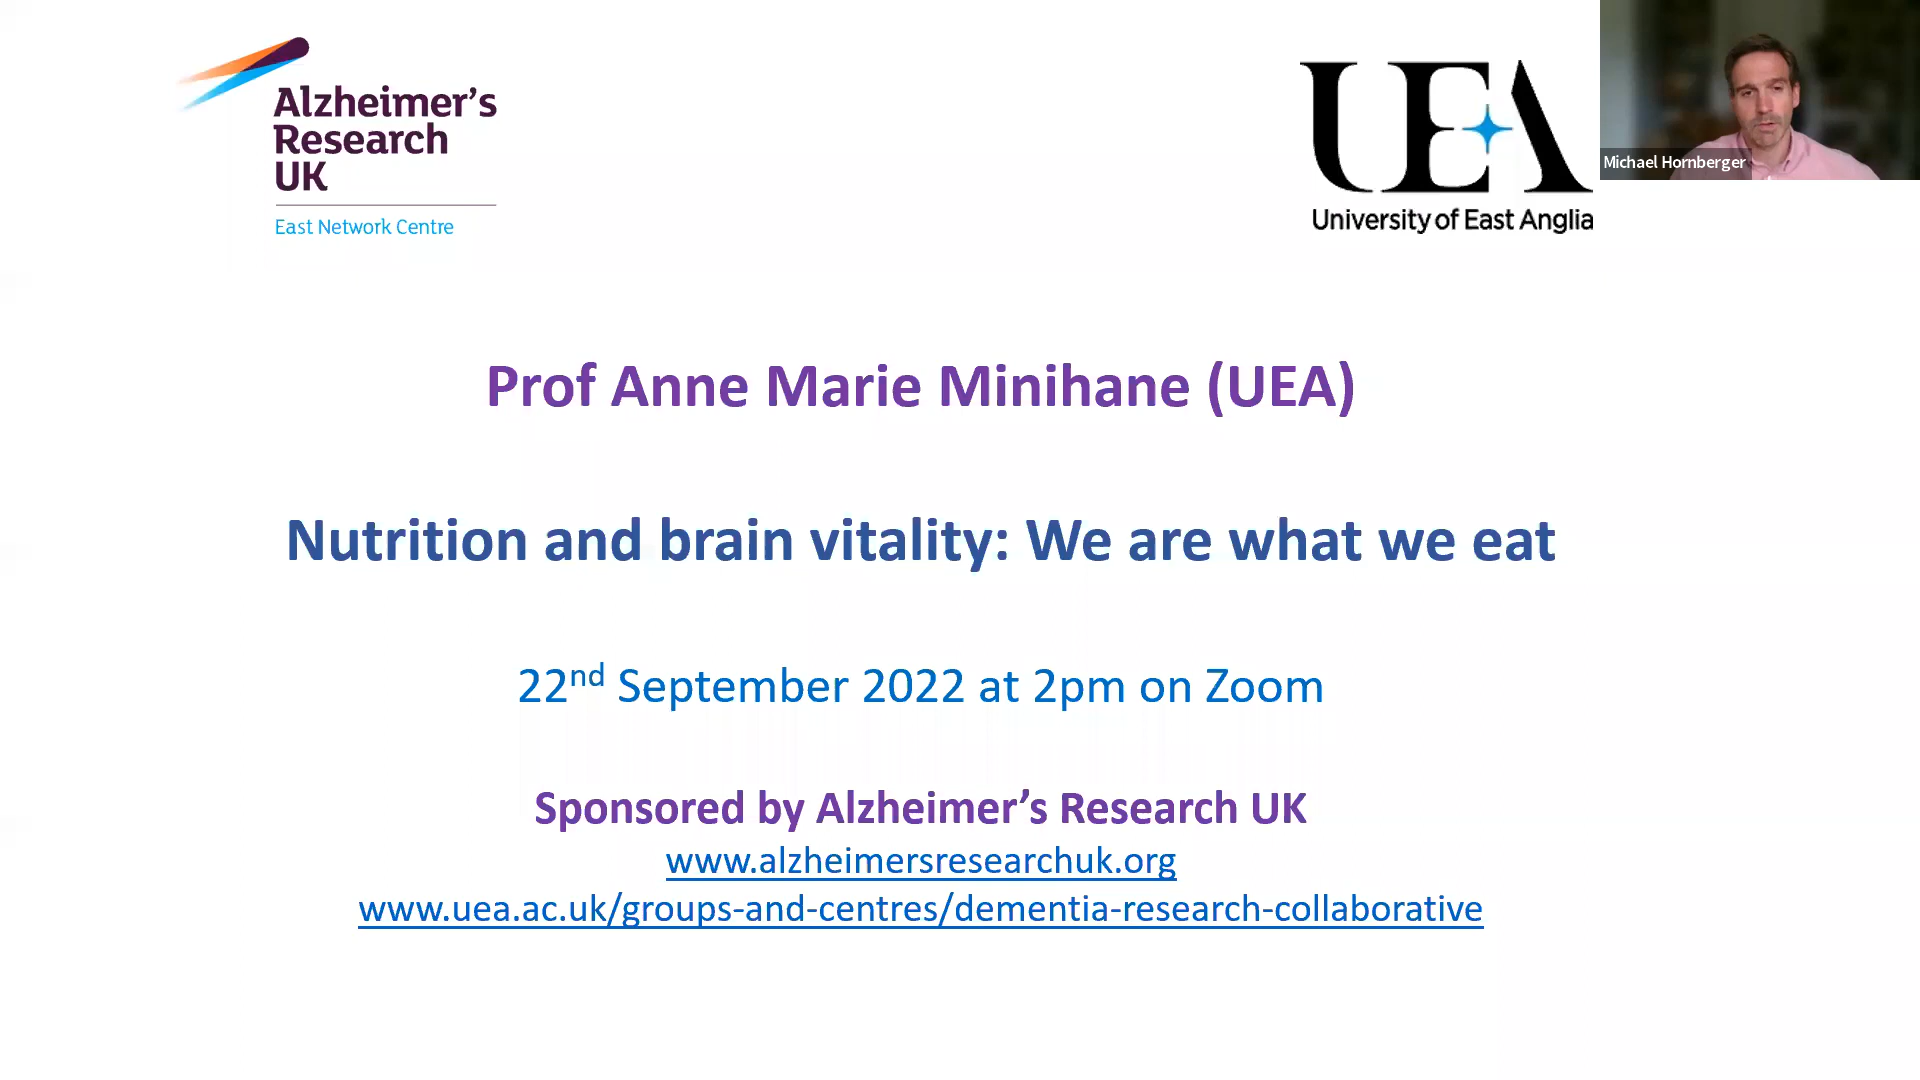 Alzheimer's
Research
UK
East Network Centre
UEA
University of East Anglia
Michael Hornberger
Prof Anne Marie Minihane (UEA)
Nutrition and brain vitality: We are what we eat
22nd September 2022 at 2pm on Zoom
Sponsored by Alzheimer's Research UK
www.alzheimersresearchuk.org
www.uea.ac.uk/groups-and-centres/dementia-research-collaborative